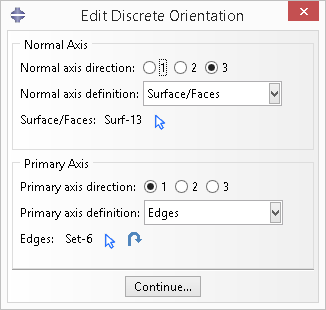 Edit Discrete Orientation
Normal Axis
Normal axis direction: 1 2 3
Normal axis definition: Surface/Faces
Surface/Faces: Surf-13
Primary Axis
Primary axis direction: 1 2 3
Primary axis definition: Edges
Edges: Set-6
Continue...